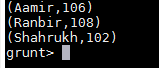 (Aamir,106)
(Ranbir,108)
(Shahrukh,102)
grunt>